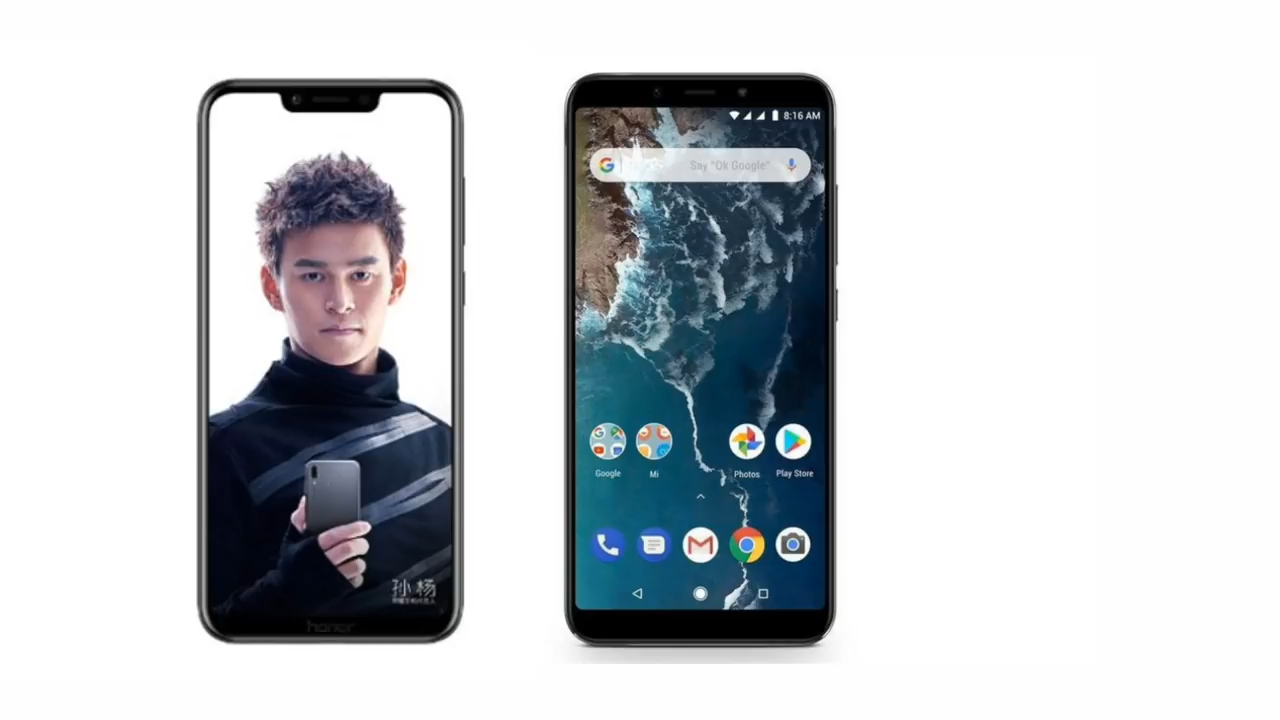 孙 杨
honor
8:16 AM
Say "Ok Google"
Google
Mi
Photos
Play Store